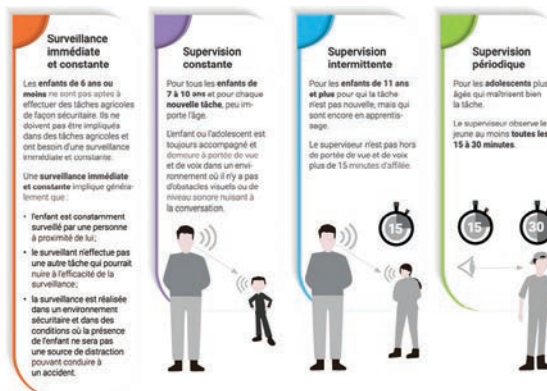 Surveillance
immédiate
et constante
Les enfants de 6 ans ou
moins ne sont pas aptes à
effectuer des tâches agricoles
de façon sécuritaire. Ils ne
doivent pas être impliqués
dans des tâches agricoles et
ont besoin d'une surveillance
immédiate et constante.
Une surveillance immédiate
et constante implique généra-
lement que :
• l'enfant est constamment
surveillé par une personne
à proximité de lui;
• le surveillant n'effectue pas
une autre tâche qui pourrait
nuire à l'efficacité de la
surveillance;
• la surveillance est réalisée
dans un environnement
sécuritaire et dans des
conditions où la présence
de l'enfant ne sera pas
une source de distraction
pouvant conduire à
un accident.
Supervision
constante
Pour tous les enfants de
7 à 10 ans et pour chaque
nouvelle tâche, peu im-
porte l'âge.
L'enfant ou l'adolescent est
toujours accompagné et
demeure à portée de vue
et de voix dans un envi-
ronnement où il n'y a pas
d'obstacles visuels ou de
niveau sonore nuisant à
la conversation.
Supervision
intermittente
Pour les enfants de 11 ans
et plus pour qui la tâche
n'est pas nouvelle, mais qui
sont encore en apprentis-
sage.
Le superviseur n'est pas hors
de portée de vue et de voix
plus de 15 minutes d'affilée.
15
Supervision
périodique
Pour les adolescents plus
âgés qui maîtrisent bien
la tâche.
Le superviseur observe le
jeune au moins toutes les
15 à 30 minutes.
15
30